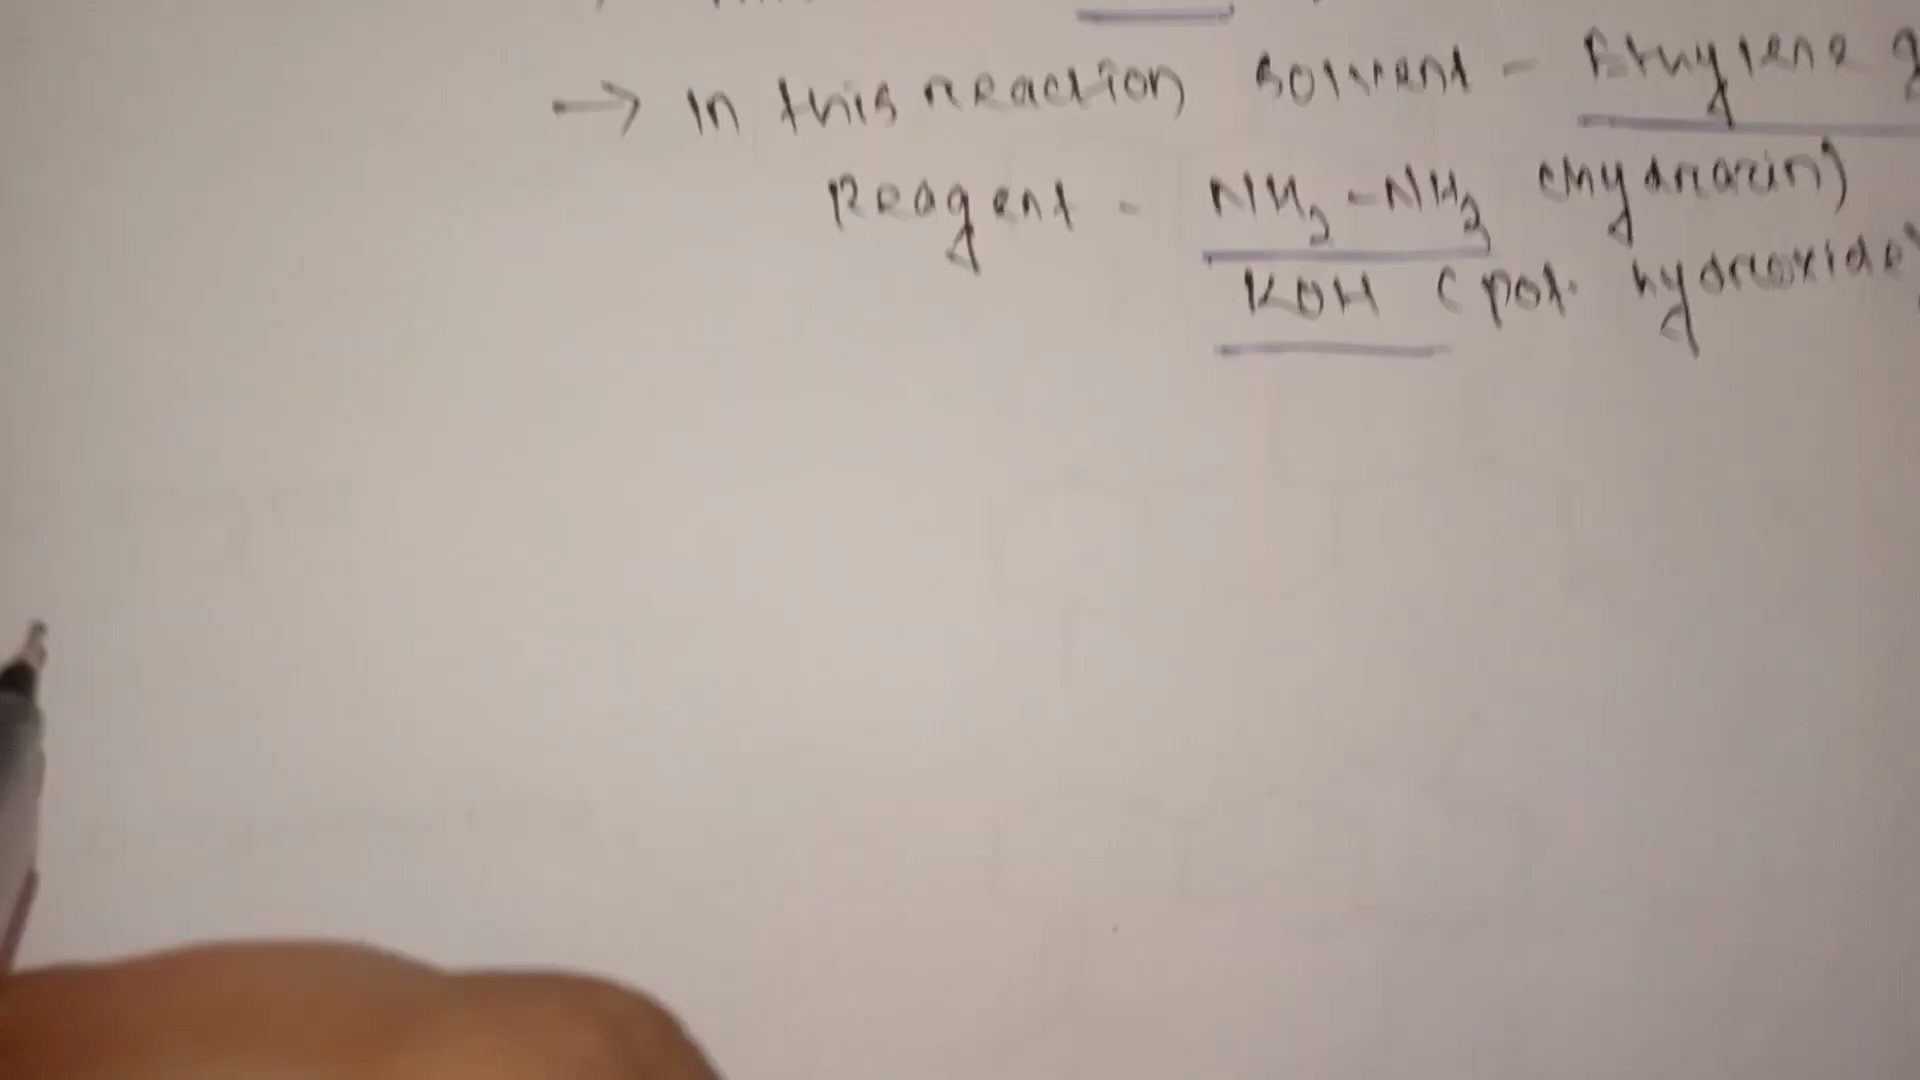 → In this reaction solvent - Ethylene g
Reagent - NH₂-NH₂ (hydrazin)
KOH (pot. hydroxide)